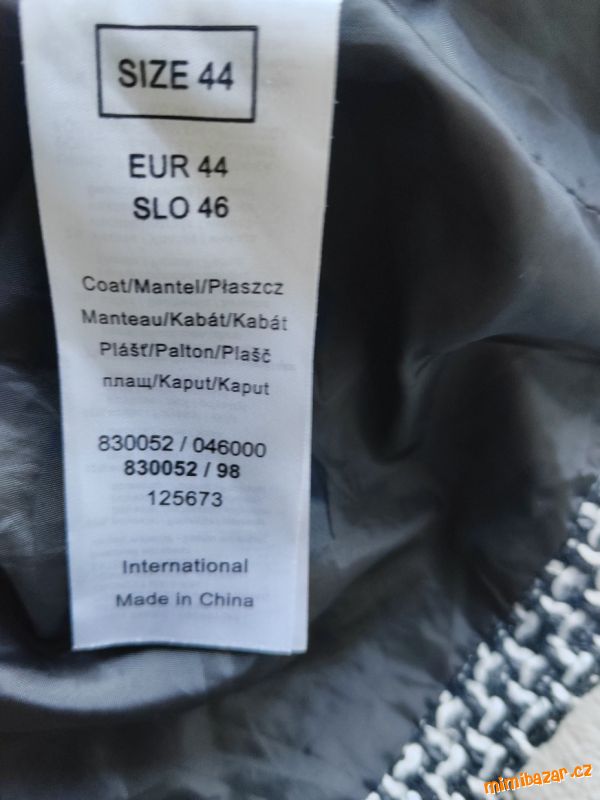 SIZE 44
EUR 44
SLO 46
Coat/Mantel/Płaszcz
Manteau/Kabát/Kabát
Plášť/Palton/Plašč
плащ/Kaput/Kaput
830052 / 046000
830052 / 98
125673
International
Made in China
mimibazar.cz